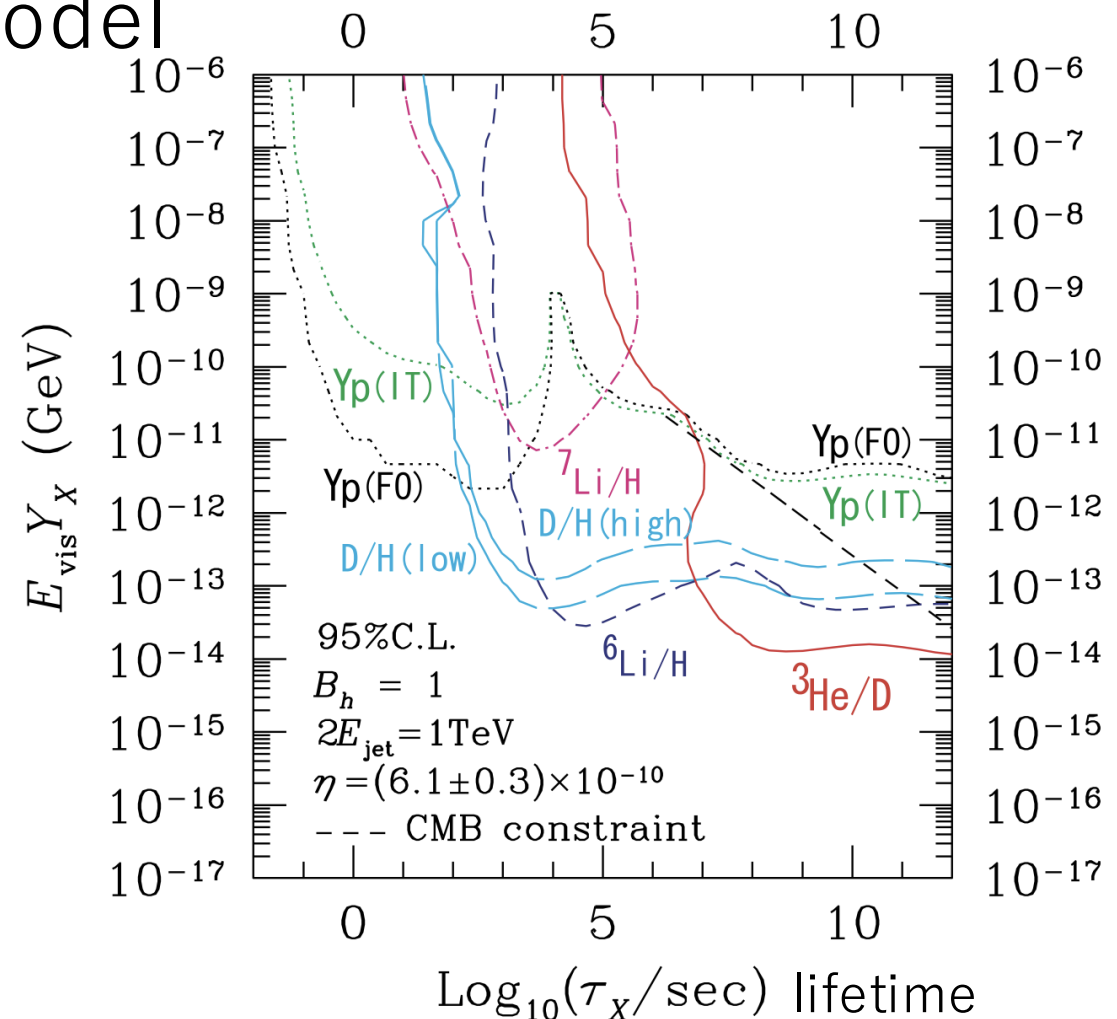 odel
0 5 10
10⁻⁶ 10⁻⁶
10⁻⁷ 10⁻⁷
10⁻⁸ 10⁻⁸
10⁻⁹ 10⁻⁹
10⁻¹⁰ 10⁻¹⁰
Yp(IT)
10⁻¹¹ Yp(FO) 10⁻¹¹
Yp(FO) ⁷Li/H
10⁻¹² D/H(high) Yp(IT) 10⁻¹²
D/H(low)
10⁻¹³ 10⁻¹³
95%C.L. ⁶Li/H
10⁻¹⁴ 10⁻¹⁴
B_h = 1 ³He/D
10⁻¹⁵ 2E_jet=1TeV 10⁻¹⁵
η=(6.1±0.3)×10⁻¹⁰
10⁻¹⁶ 10⁻¹⁶
--- CMB constraint
10⁻¹⁷ 10⁻¹⁷
0 5 10
E_vis Y_X (GeV)
Log₁₀(τ_X/sec) lifetime